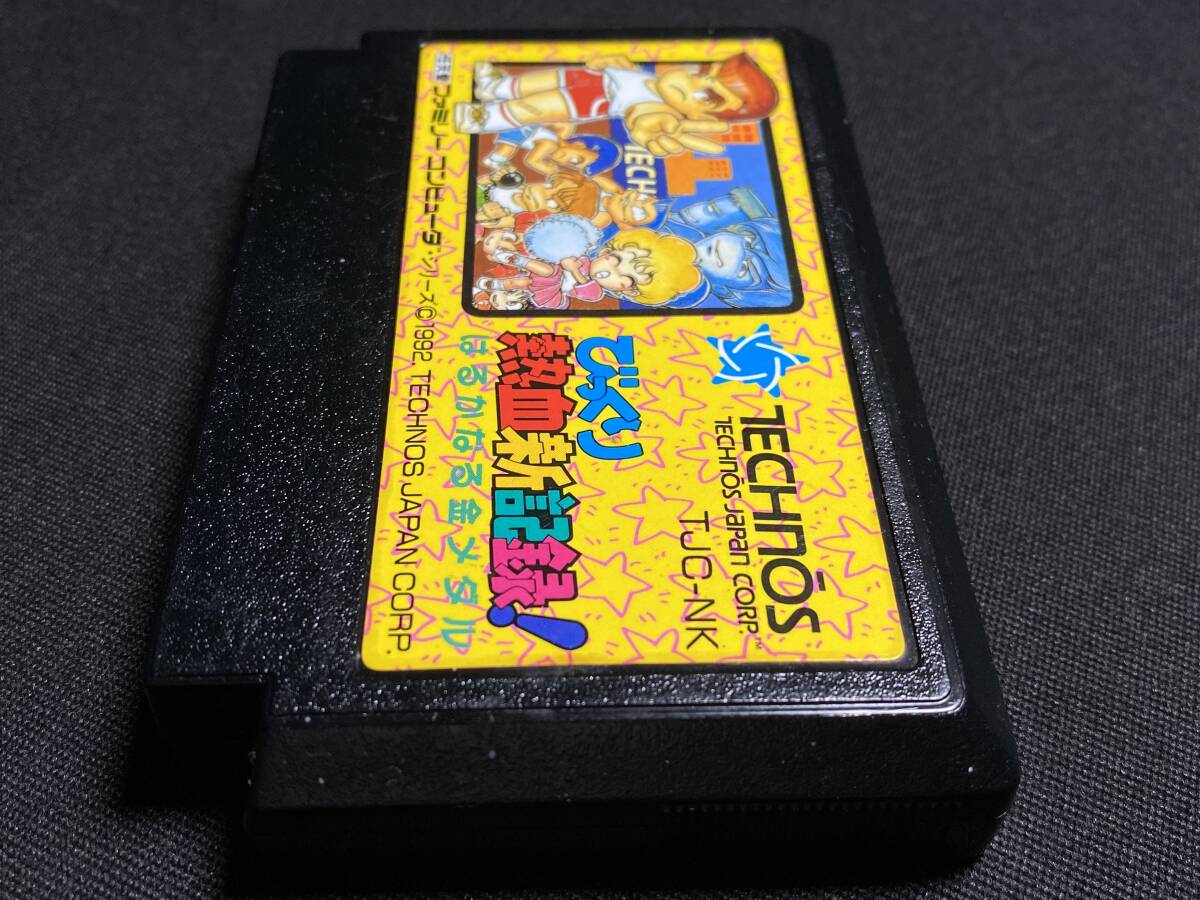 TECHNŌS
TECHNŌS JAPAN CORP.™
TJC-NK
TECH
びっくり
熱血新記録!
はるかなる金メダル
ファミリーコンピュータ・シリーズ©1992, TECHNOS JAPAN CORP.